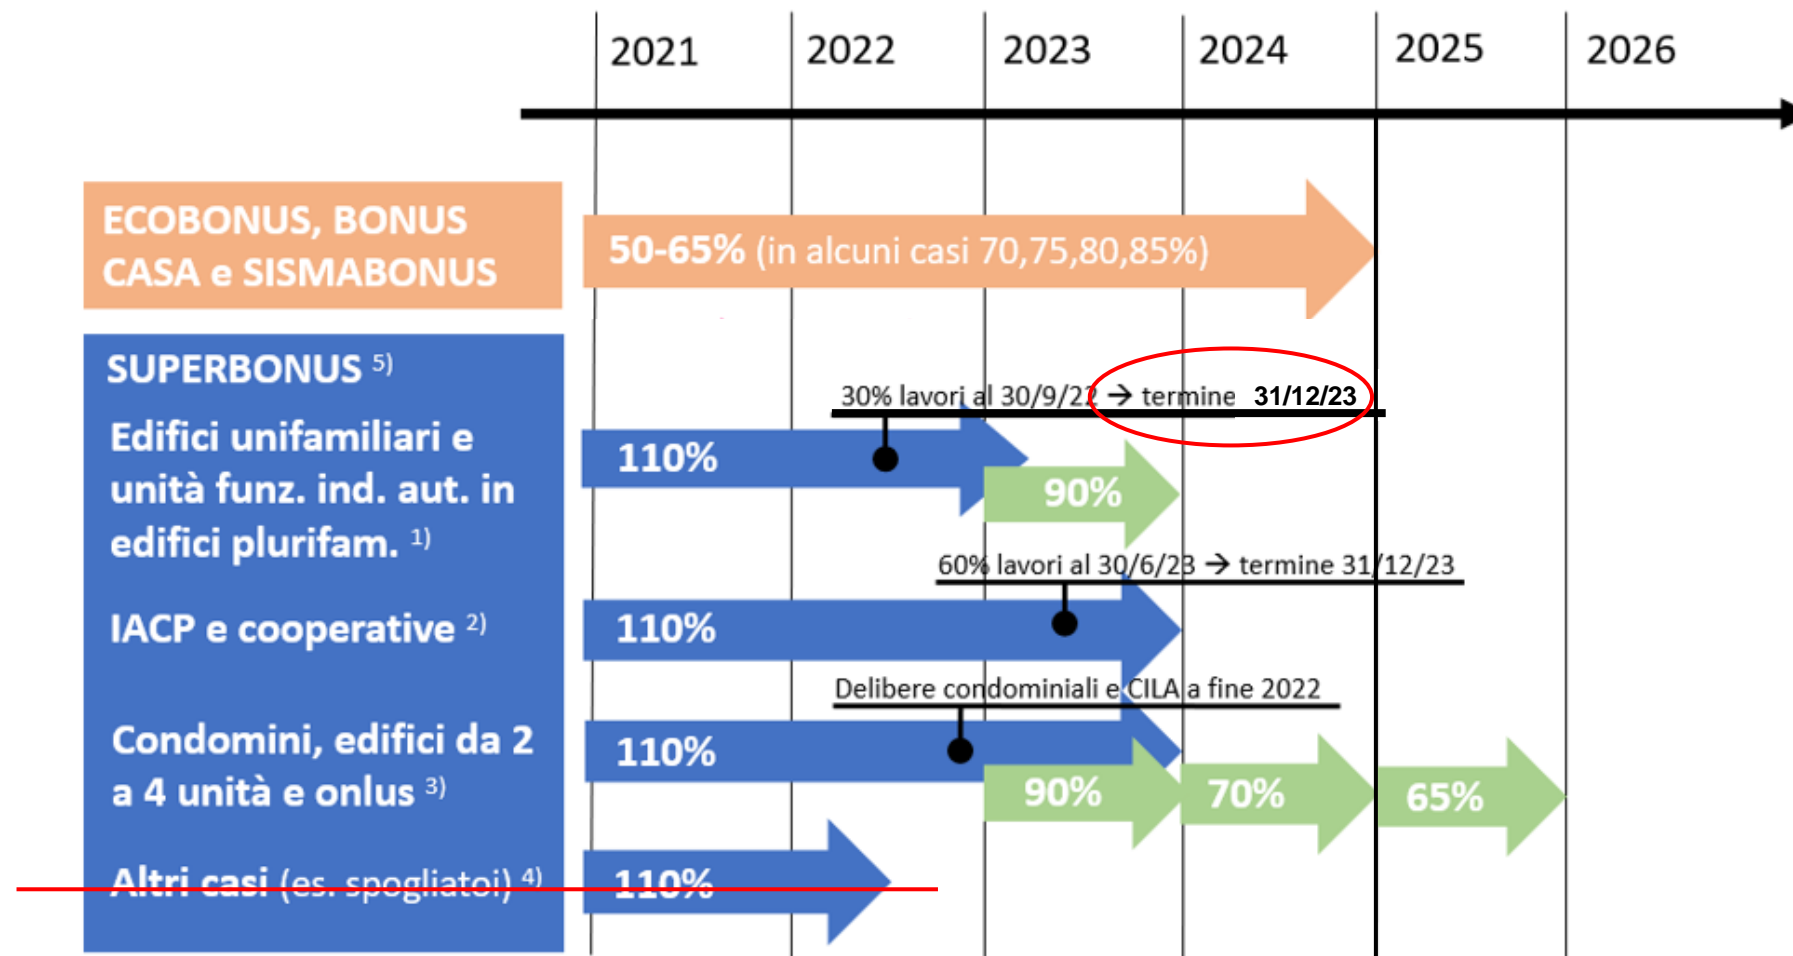 2021
2022
2023
2024
2025
2026
ECOBONUS, BONUS
CASA e SISMABONUS
50-65% (in alcuni casi 70,75,80,85%)
SUPERBONUS 5)
30% lavori al 30/9/22 → termine 31/12/23
Edifici unifamiliari e
unità funz. ind. aut. in
edifici plurifam. 1)
110%
90%
60% lavori al 30/6/23 → termine 31/12/23
IACP e cooperative 2)
110%
Delibere condominiali e CILA a fine 2022
Condomini, edifici da 2
a 4 unità e onlus 3)
110%
90%
70%
65%
Altri casi (es. spogliatoi) 4)
110%